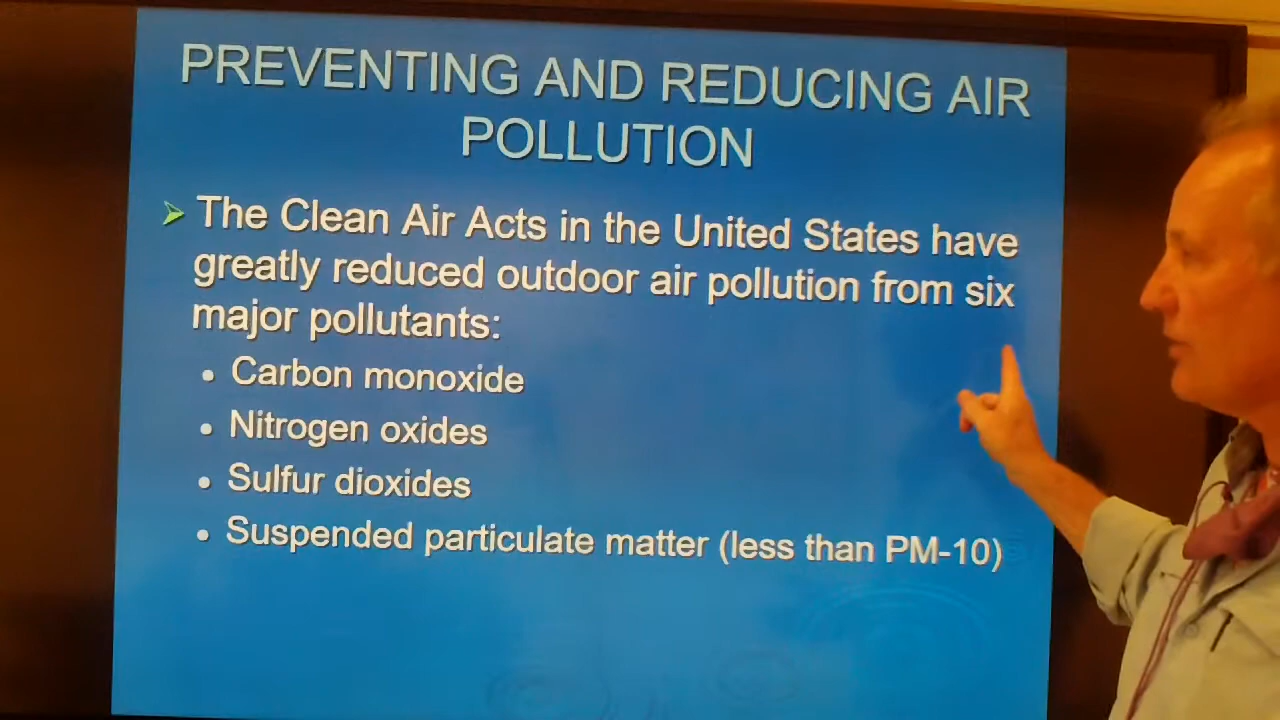 PREVENTING AND REDUCING AIR
POLLUTION
The Clean Air Acts in the United States have
greatly reduced outdoor air pollution from six
major pollutants:
• Carbon monoxide
• Nitrogen oxides
• Sulfur dioxides
• Suspended particulate matter (less than PM-10)